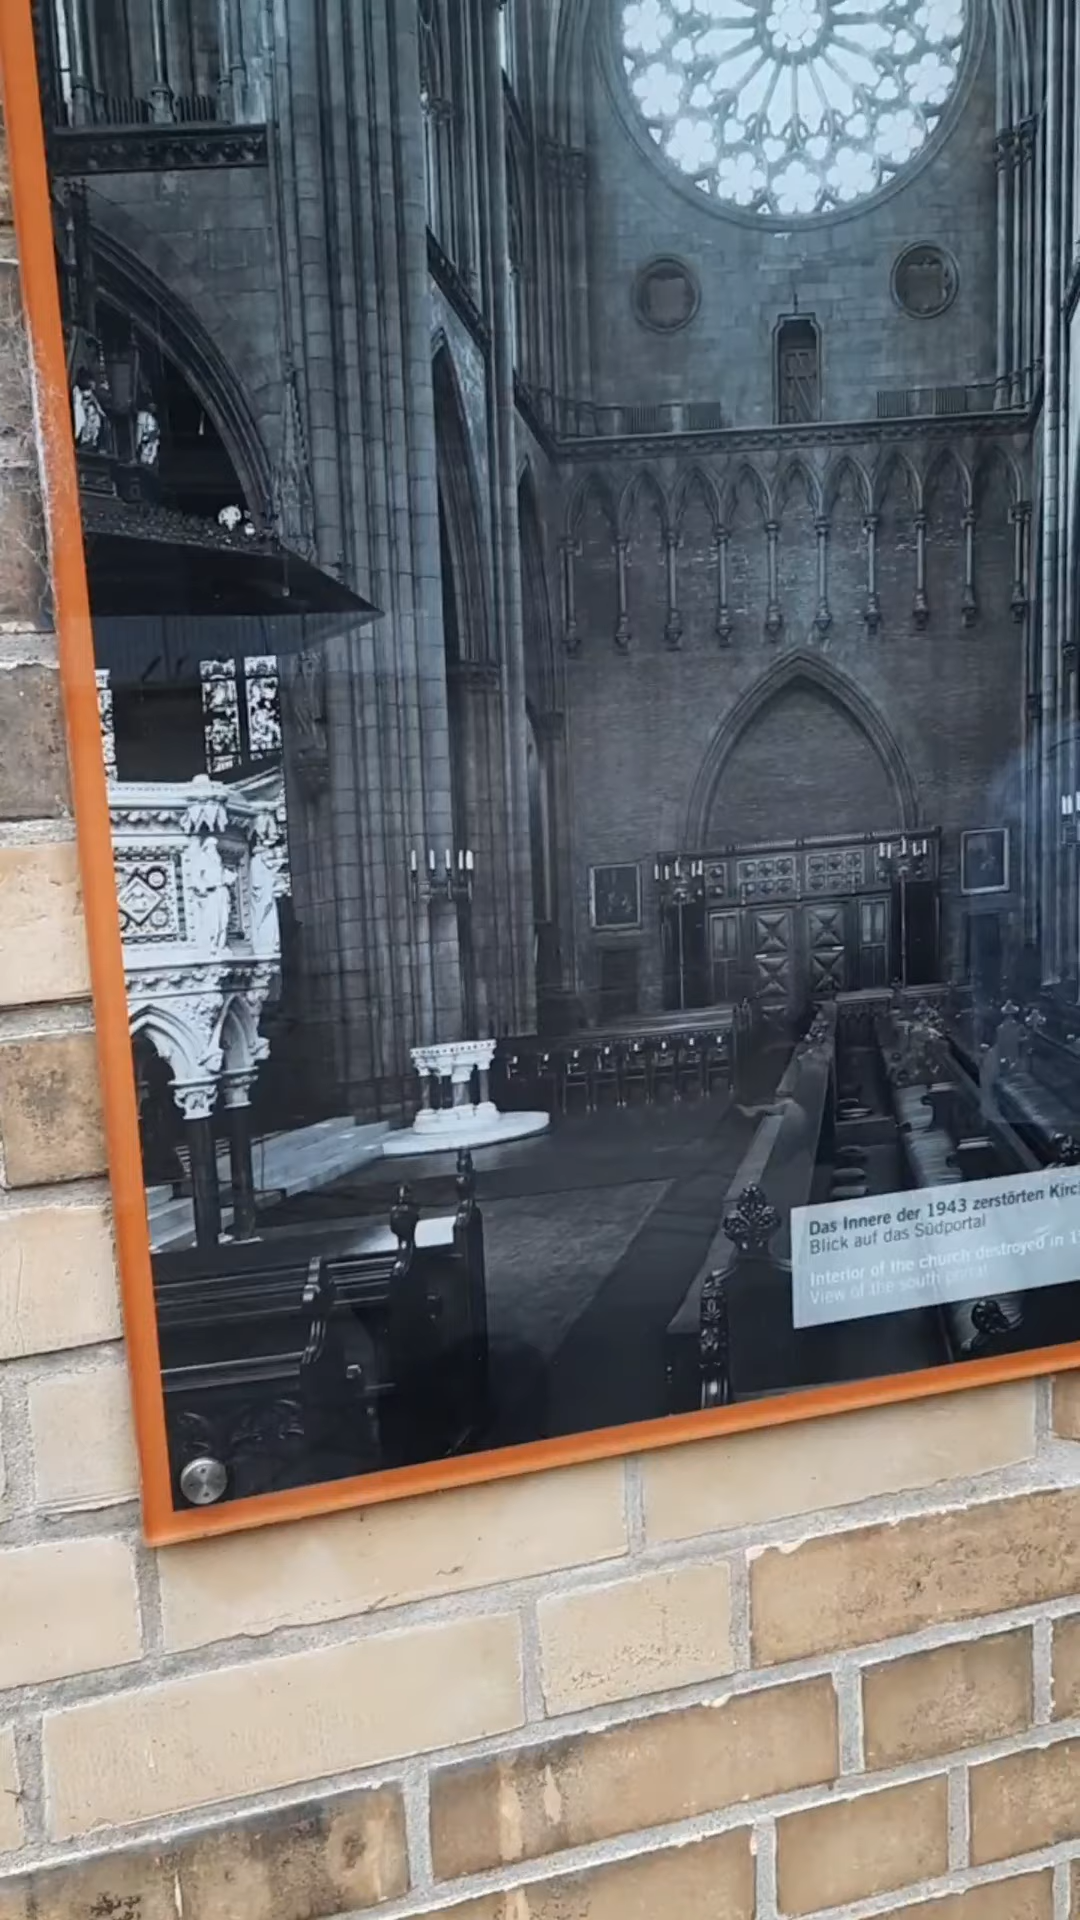 Das Innere der 1943 zerstörten
Blick auf das Südportal
Interior of the church destroyed in
View of the south portal